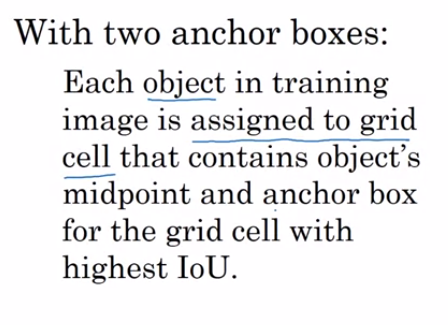 With two anchor boxes:
Each object in training
image is assigned to grid
cell that contains object's
midpoint and anchor box
for the grid cell with
highest IoU.